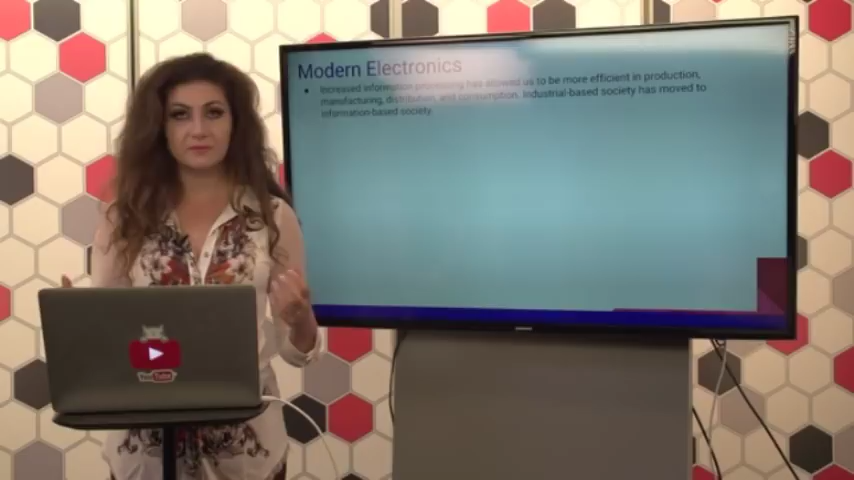 Modern Electronics
• Increased information processing has allowed us to be more efficient in production,
manufacturing, distribution, and consumption. Industrial-based society has moved to
information-based society.
YouTube